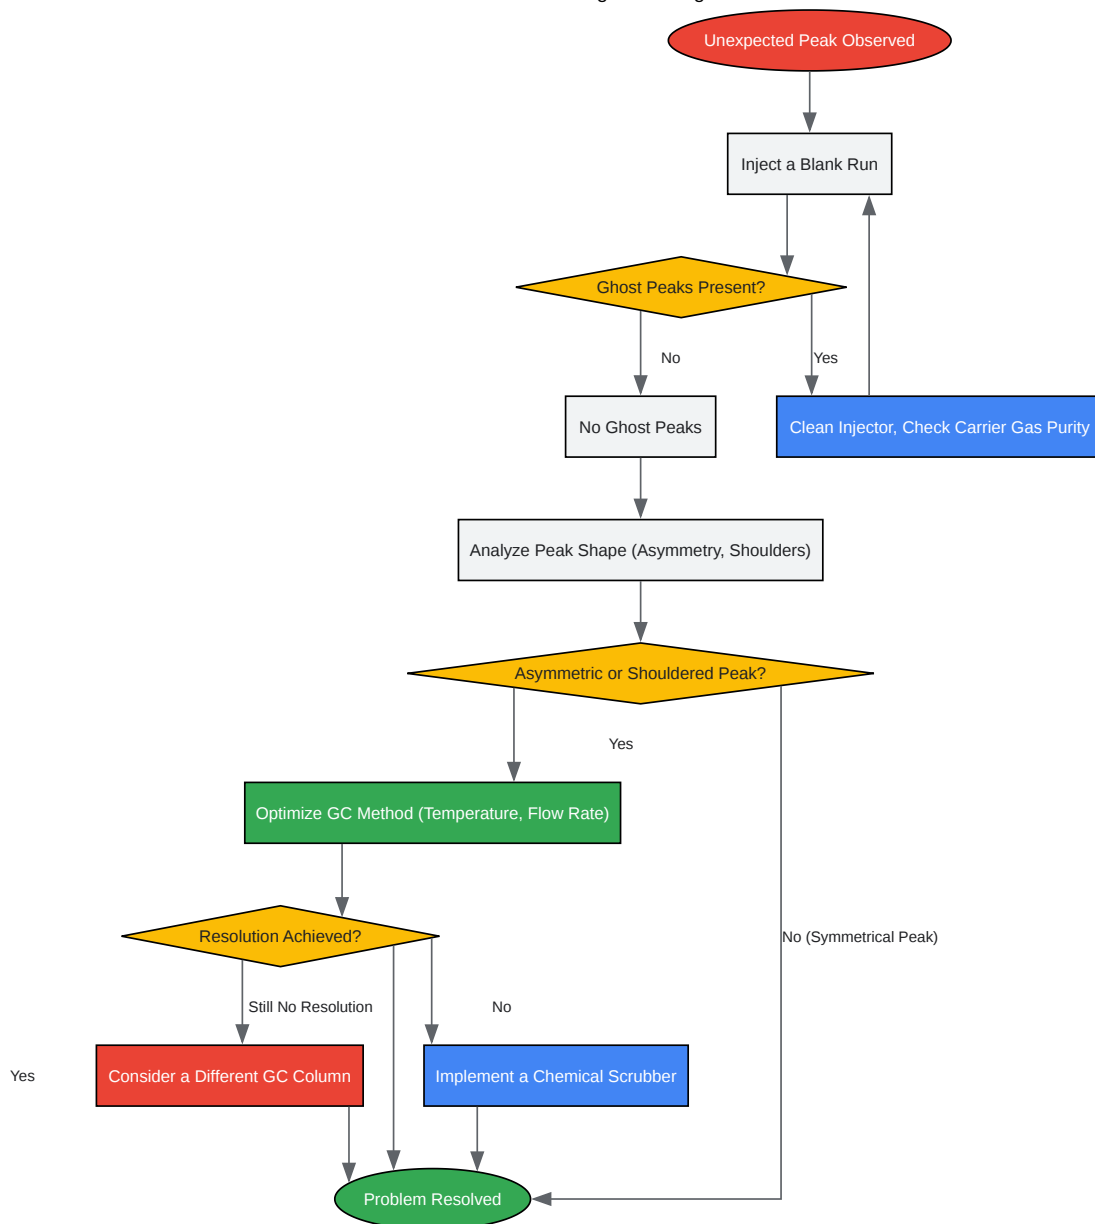 Unexpected Peak Observed
Inject a Blank Run
Ghost Peaks Present?
No
Yes
No Ghost Peaks
Clean Injector, Check Carrier Gas Purity
Analyze Peak Shape (Asymmetry, Shoulders)
Asymmetric or Shouldered Peak?
Yes
Optimize GC Method (Temperature, Flow Rate)
Resolution Achieved?
No (Symmetrical Peak)
Still No Resolution
No
Yes
Consider a Different GC Column
Implement a Chemical Scrubber
Problem Resolved